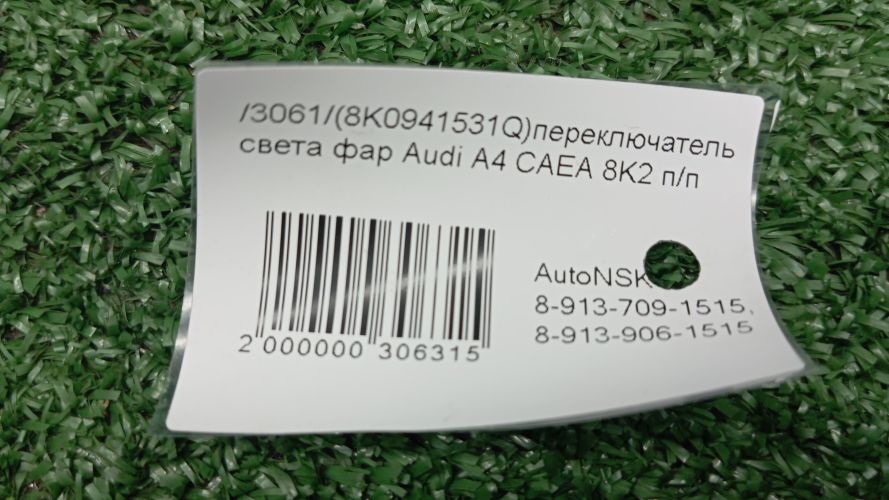 /3061/(8K0941531Q)переключатель
света фар Audi A4 CAEA 8K2 п/п
AutoNSK
8-913-709-1515,
8-913-906-1515
2 000000 306315